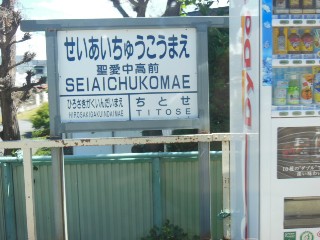 せいあいちゅうこうまえ
聖愛中高前
SEIAICHUKOMAE
ひろさきがくいんだいまえ
HIROSAKIGAKUINDAIMAE
ちとせ
TITOSE
DyDo